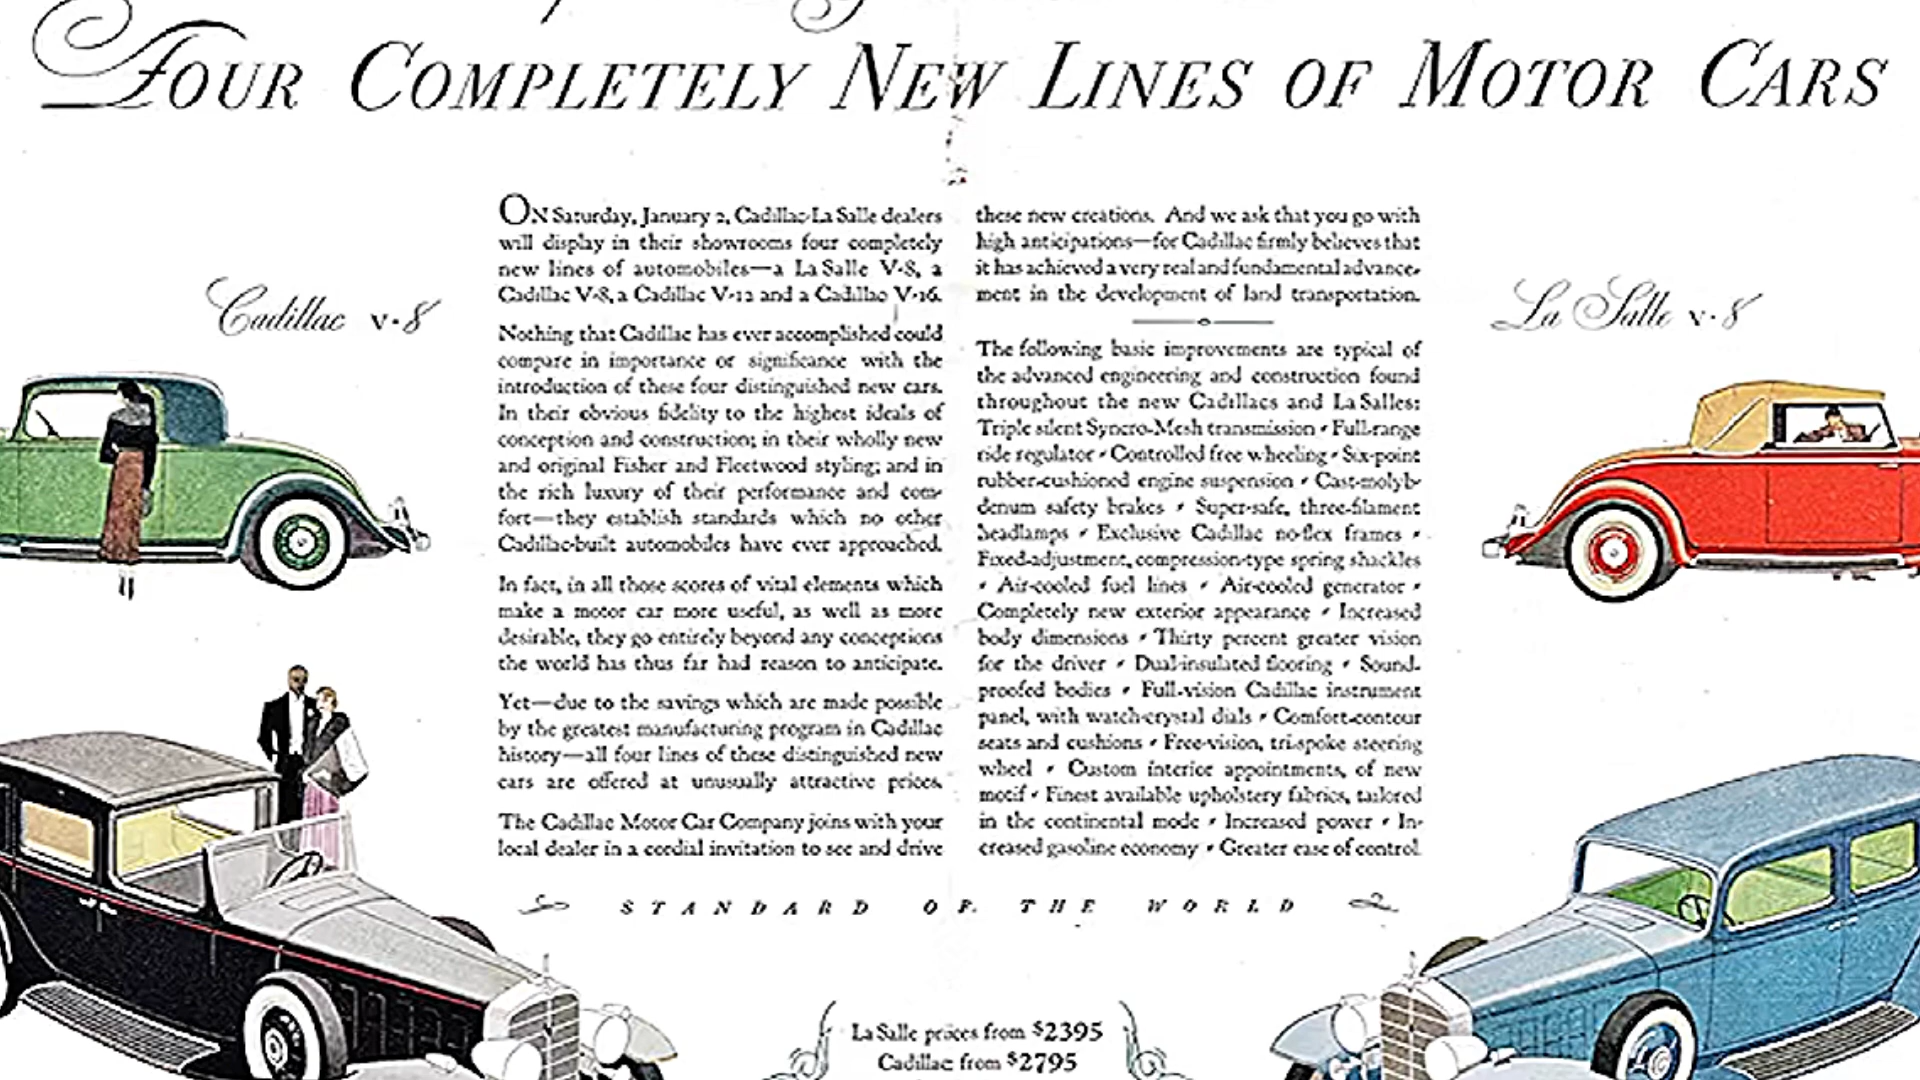 FOUR COMPLETELY NEW LINES OF MOTOR CARS
Cadillac V-8
La Salle V-8
ON Saturday, January 2, Cadillac-La Salle dealers
will display in their showrooms four completely
new lines of automobiles—a La Salle V-8, a
Cadillac V-8, a Cadillac V-12 and a Cadillac V-16.
Nothing that Cadillac has ever accomplished could
compare in importance or significance with the
introduction of these four distinguished new cars.
In their obvious fidelity to the highest ideals of
conception and construction; in their wholly new
and original Fisher and Fleetwood styling; and in
the rich luxury of their performance and com-
fort—they establish standards which no other
Cadillac-built automobiles have ever approached.
In fact, in all those scores of vital elements which
make a motor car more useful, as well as more
desirable, they go entirely beyond any conceptions
the world has thus far had reason to anticipate.
Yet—due to the savings which are made possible
by the greatest manufacturing program in Cadillac
history—all four lines of these distinguished new
cars are offered at unusually attractive prices.
The Cadillac Motor Car Company joins with your
local dealer in a cordial invitation to see and drive
these new creations. And we ask that you go with
high anticipations—for Cadillac firmly believes that
it has achieved a very real and fundamental advance-
ment in the development of land transportation.
The following basic improvements are typical of
the advanced engineering and construction found
throughout the new Cadillacs and La Salles:
Triple silent Syncro-Mesh transmission • Full-range
ride regulator • Controlled free wheeling • Six-point
rubber-cushioned engine suspension • Cast-molyb-
denum safety brakes • Super-safe, three-filament
headlamps • Exclusive Cadillac no-flex frames •
Fixed-adjustment, compression-type spring shackles
• Air-cooled fuel lines • Air-cooled generator •
Completely new exterior appearance • Increased
body dimensions • Thirty percent greater vision
for the driver • Dual-insulated flooring • Sound-
proofed bodies • Full-vision Cadillac instrument
panel, with watch-crystal dials • Comfort-contour
seats and cushions • Free-vision, tri-spoke steering
wheel • Custom interior appointments, of new
motif • Finest available upholstery fabrics, tailored
in the continental mode • Increased power • In-
creased gasoline economy • Greater ease of control
STANDARD OF THE WORLD
La Salle prices from $2395
Cadillac from $2795